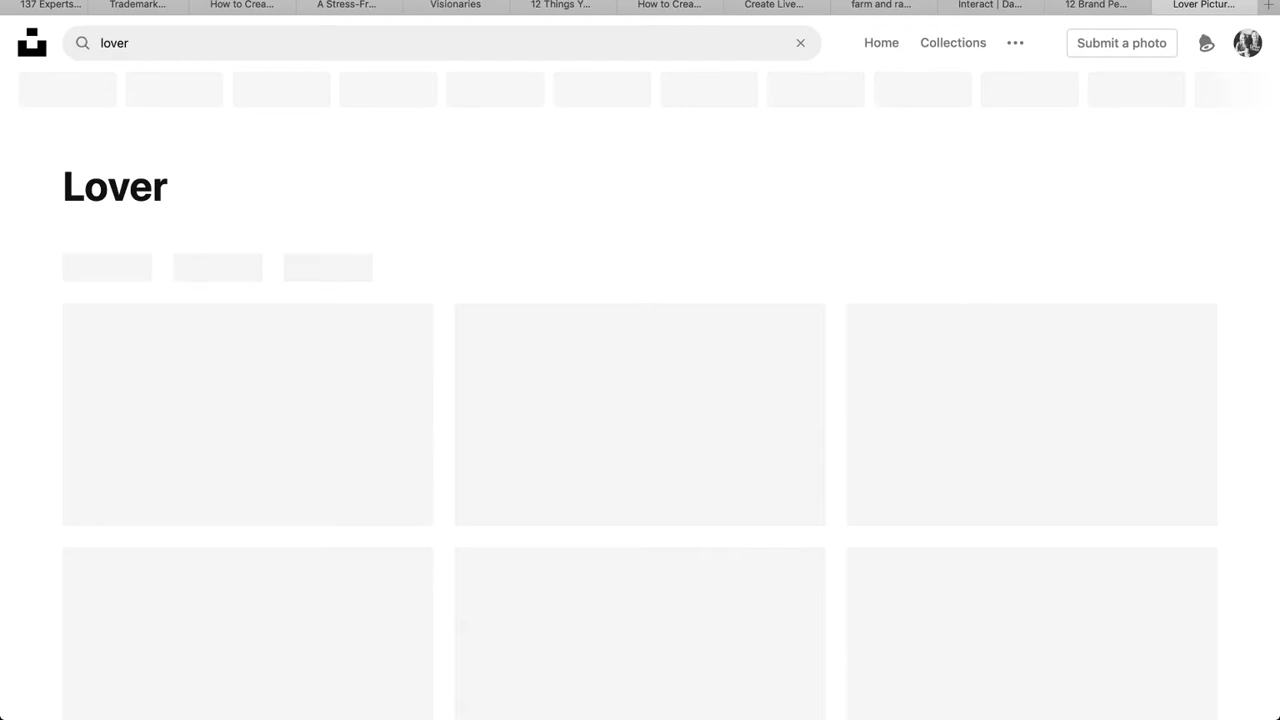 137 Experts...
Trademark...
How to Crea...
A Stress-Fr...
Visionaries
12 Things Y...
How to Crea...
Create Live...
farm and ra...
Interact | Da...
12 Brand Pe...
Lover Pictur...
lover
Home
Collections
Submit a photo
Lover